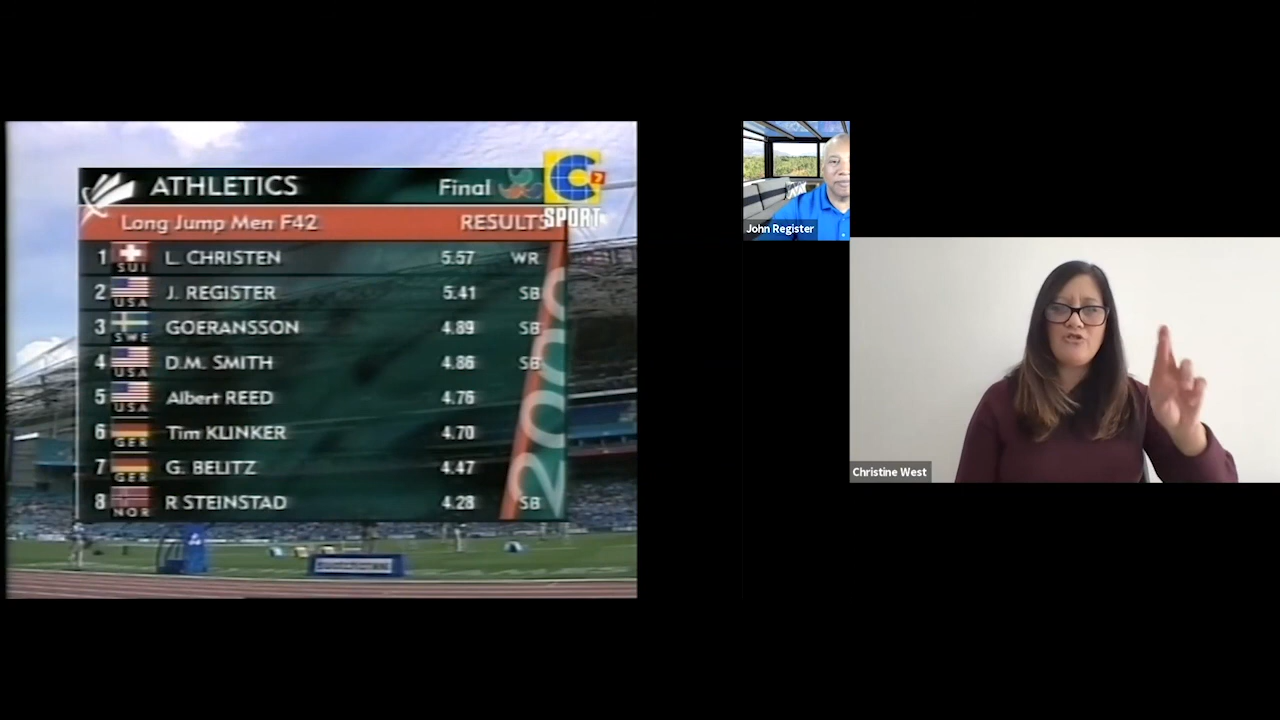 ATHLETICS Final
C7
SPORT
Long Jump Men F42 RESULTS
1 SUI L. CHRISTEN 5.57 WR
2 USA J. REGISTER 5.41 SB
3 SWE GOERANSSON 4.89 SB
4 USA D.M. SMITH 4.86 SB
5 USA Albert REED 4.76
6 GER Tim KLINKER 4.70
7 GER G. BELITZ 4.47
8 NOR R STEINSTAD 4.28 SB
2000
John Register
Christine West